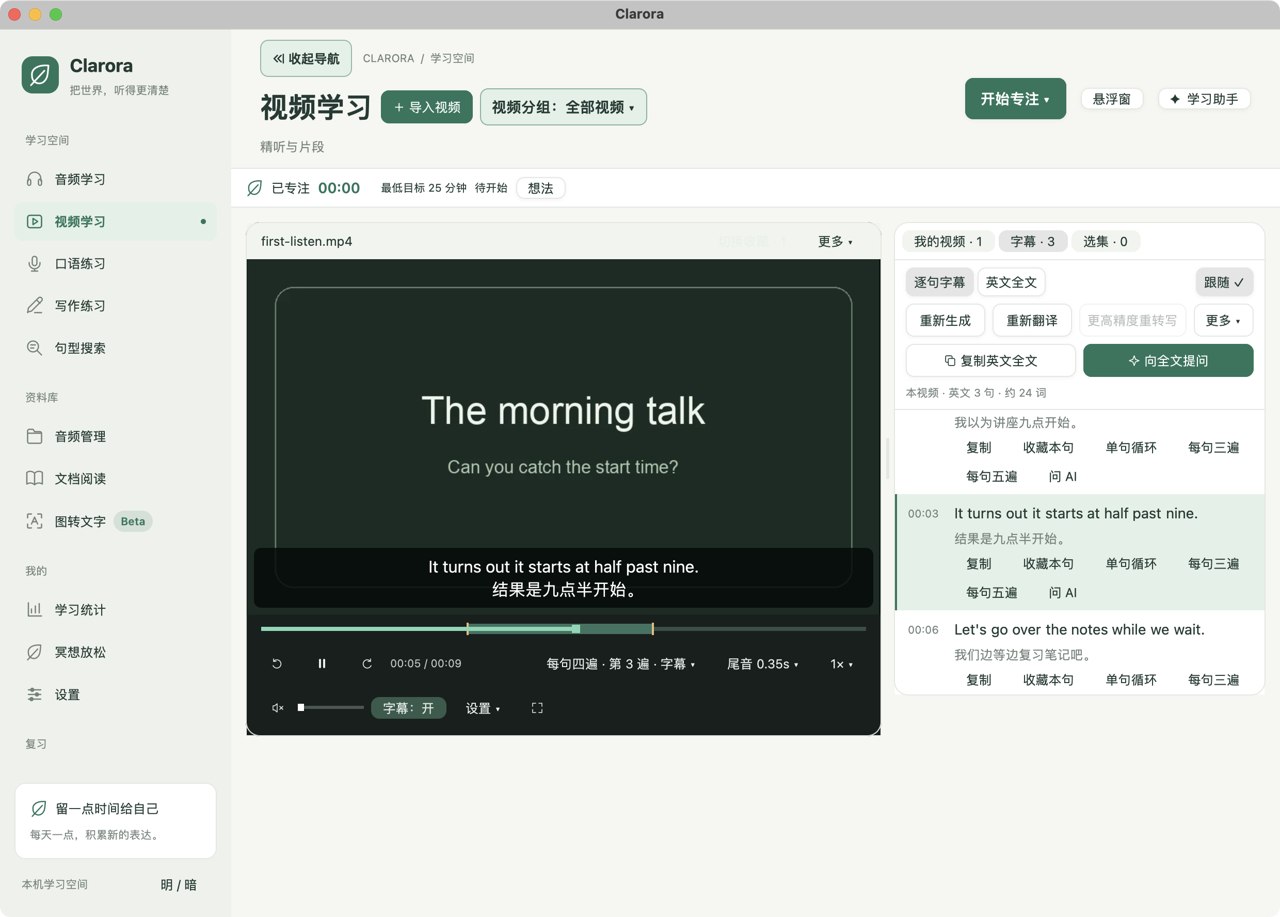 Clarora
Clarora
把世界，听得更清楚
学习空间
音频学习
视频学习
口语练习
写作练习
句型搜索
资料库
音频管理
文档阅读
图转文字 Beta
我的
学习统计
冥想放松
设置
复习
留一点时间给自己
每天一点，积累新的表达。
本机学习空间 明 / 暗
收起导航 CLARORA / 学习空间
视频学习 + 导入视频 视频分组：全部视频
精听与片段
开始专注 悬浮窗 学习助手
已专注 00:00 最低目标 25 分钟 待开始 想法
first-listen.mp4 更多
The morning talk
Can you catch the start time?
It turns out it starts at half past nine.
结果是九点半开始。
00:05 / 00:09 每句四遍 · 第 3 遍 · 字幕 尾音 0.35s 1×
字幕：开 设置
我的视频 · 1 字幕 · 3 选集 · 0
逐句字幕 英文全文 跟随 ✓
重新生成 重新翻译 更高精度重转写 更多
复制英文全文 向全文提问
本视频 · 英文 3 句 · 约 24 词
我以为讲座九点开始。
复制 收藏本句 单句循环 每句三遍
每句五遍 问 AI
00:03 It turns out it starts at half past nine.
结果是九点半开始。
复制 收藏本句 单句循环 每句三遍
每句五遍 问 AI
00:06 Let's go over the notes while we wait.
我们边等边复习笔记吧。
复制 收藏本句 单句循环 每句三遍